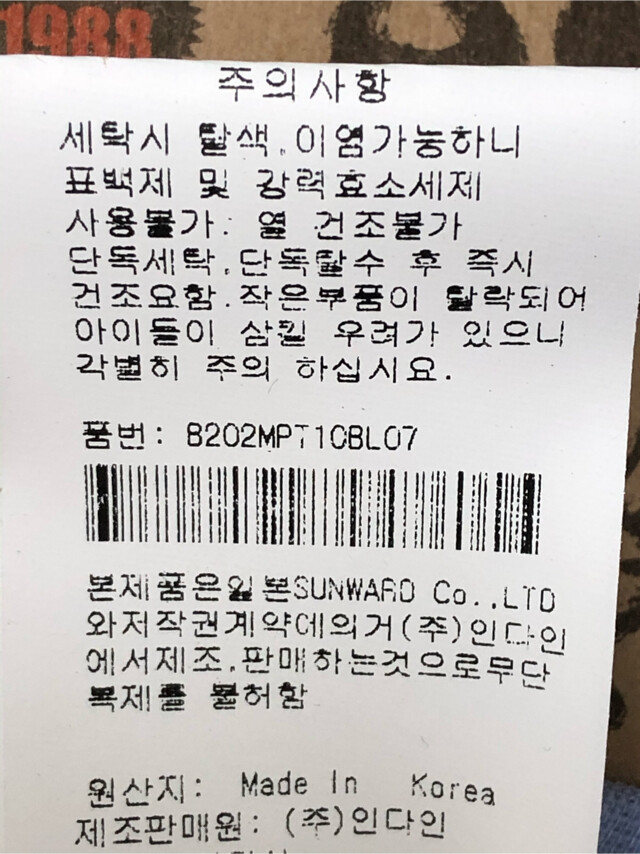 1988
주의사항
세탁시 탈색,이염가능하니
표백제 및 강력효소세제
사용불가. 열 건조불가
단독세탁,단독탈수 후 즉시
건조요함.작은부품이 탈락되어
아이들이 삼킬 우려가 있으니
각별히 주의 하십시요.
품번: B202MPT10BL07
본제품은일본SUNWARD Co.,LTD
와저작권계약에의거(주)인다인
에서제조,판매하는것으로무단
복제를 불허함
원산지: Made In Korea
제조판매원: (주)인다인